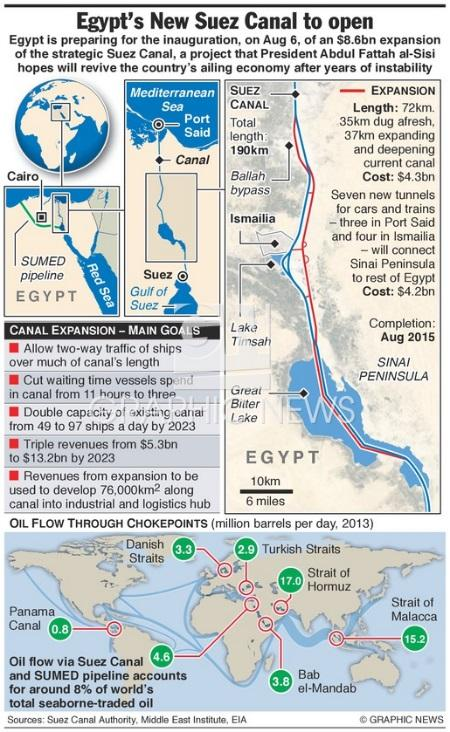 Egypt's New Suez Canal to open
Egypt is preparing for the inauguration, on Aug 6, of an $8.6bn expansion
of the strategic Suez Canal, a project that President Abdul Fattah al-Sisi
hopes will revive the country's ailing economy after years of instability
Cairo
SUMED
pipeline
EGYPT
Red Sea
Mediterranean
Sea
Port
Said
Canal
Suez
Gulf of
Suez
SUEZ
CANAL
Total
length:
190km
Ballah
bypass
Ismailia
Lake
Timsah
Great
Bitter
Lake
EGYPT
10km
6 miles
EXPANSION
Length: 72km.
35km dug afresh,
37km expanding
and deepening
current canal
Cost: $4.3bn
Seven new tunnels
for cars and trains
– three in Port Said
and four in Ismailia
– will connect
Sinai Peninsula
to rest of Egypt
Cost: $4.2bn
Completion:
Aug 2015
SINAI
PENINSULA
CANAL EXPANSION – MAIN GOALS
Allow two-way traffic of ships
over much of canal's length
Cut waiting time vessels spend
in canal from 11 hours to three
Double capacity of existing canal
from 49 to 97 ships a day by 2023
Triple revenues from $5.3bn
to $13.2bn by 2023
Revenues from expansion to be
used to develop 76,000km² along
canal into industrial and logistics hub
GRAPHIC NEWS
OIL FLOW THROUGH CHOKEPOINTS (million barrels per day, 2013)
Danish
Straits
3.3
2.9
Turkish Straits
17.0
Strait of
Hormuz
Strait of
Malacca
15.2
Panama
Canal
0.8
4.6
3.8
Bab
el-Mandab
Oil flow via Suez Canal
and SUMED pipeline accounts
for around 8% of world's
total seaborne-traded oil
Sources: Suez Canal Authority, Middle East Institute, EIA
© GRAPHIC NEWS